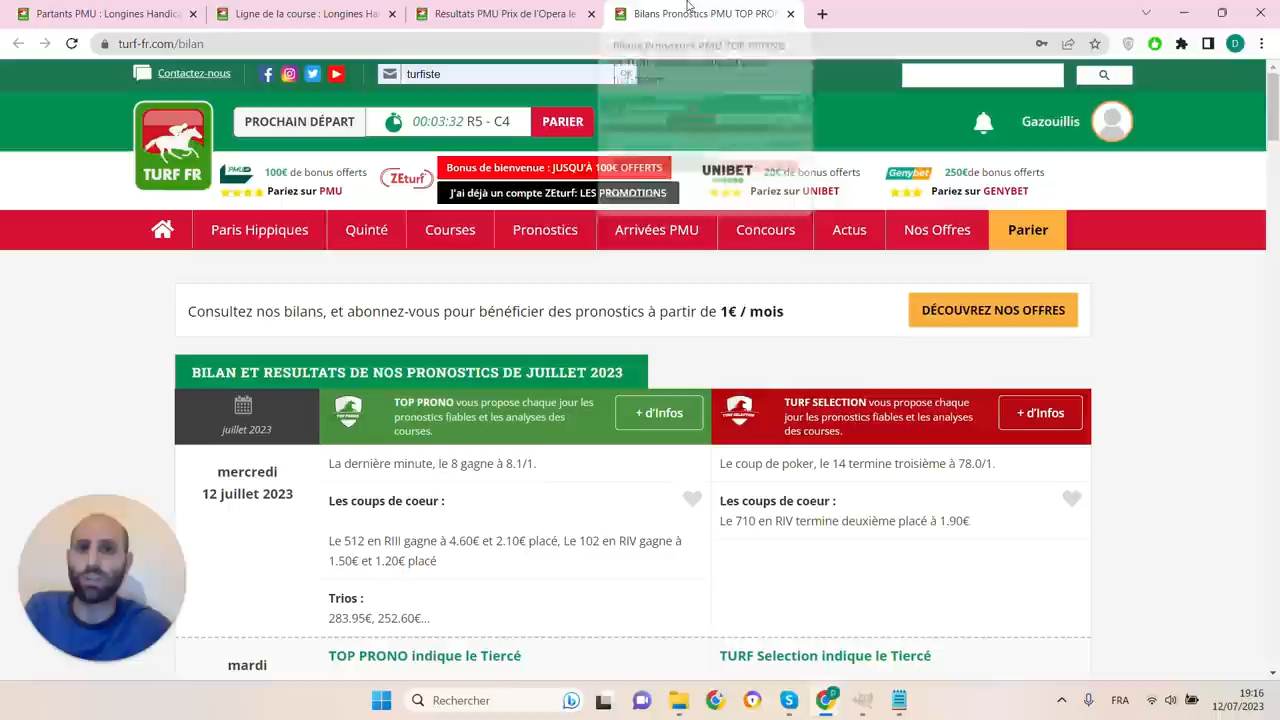 Partants PMU : Longines Handic
Ligne de la course : Longines Ha
Résultats PMU Prix de l'Opera le
Bilans Pronostics PMU TOP PRON
turf-fr.com/bilan
D
Contactez-nous
turfiste
TURF FR
PROCHAIN DÉPART
00:03:32 R5 - C4
PARIER
Gazouillis
PMU
100€ de bonus offerts
Pariez sur PMU
ZEturf
Bonus de bienvenue : JUSQU'À 100€ OFFERTS
J'ai déjà un compte ZEturf: LES PROMOTIONS
UNIBET
20€ de bonus offerts
Pariez sur UNIBET
Genybet
250€ de bonus offerts
Pariez sur GENYBET
Paris Hippiques
Quinté
Courses
Pronostics
Arrivées PMU
Concours
Actus
Nos Offres
Parier
Consultez nos bilans, et abonnez-vous pour bénéficier des pronostics à partir de 1€ / mois
DÉCOUVREZ NOS OFFRES
BILAN ET RESULTATS DE NOS PRONOSTICS DE JUILLET 2023
juillet 2023
TOP PRONO
TOP PRONO vous propose chaque jour les
pronostics fiables et les analyses des
courses.
+ d'Infos
TURF SELECTION
TURF SELECTION vous propose chaque
jour les pronostics fiables et les analyses
des courses.
+ d'Infos
mercredi
12 juillet 2023
La dernière minute, le 8 gagne à 8.1/1.
Les coups de coeur :
Le 512 en RIII gagne à 4.60€ et 2.10€ placé, Le 102 en RIV gagne à
1.50€ et 1.20€ placé
Trios :
283.95€, 252.60€...
Le coup de poker, le 14 termine troisième à 78.0/1.
Les coups de coeur :
Le 710 en RIV termine deuxième placé à 1.90€
mardi
TOP PRONO indique le Tiercé
TURF Selection indique le Tiercé
Rechercher
FRA
19:16
12/07/2023